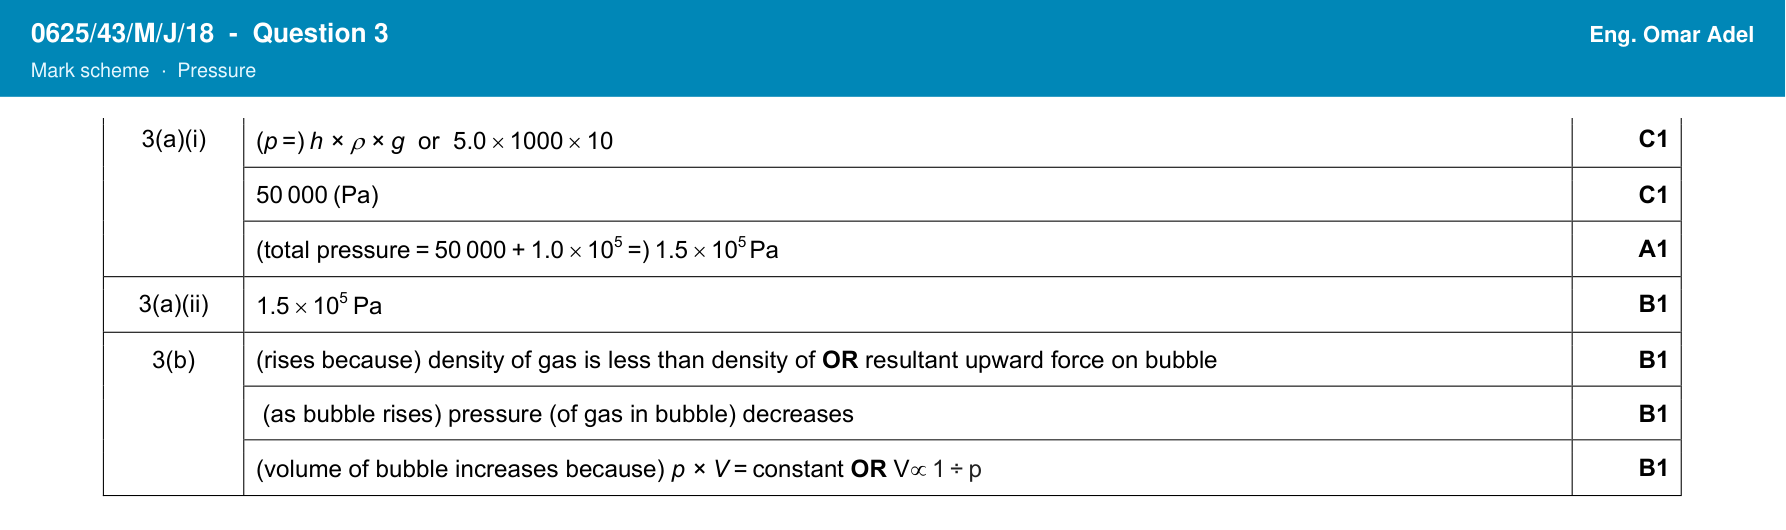 0625/43/M/J/18 - Question 3
Eng. Omar Adel
Mark scheme · Pressure
3(a)(i) (p =) h × ρ × g or 5.0 × 1000 × 10 C1
50 000 (Pa) C1
(total pressure = 50 000 + 1.0 × 10⁵ =) 1.5 × 10⁵ Pa A1
3(a)(ii) 1.5 × 10⁵ Pa B1
3(b) (rises because) density of gas is less than density of OR resultant upward force on bubble B1
(as bubble rises) pressure (of gas in bubble) decreases B1
(volume of bubble increases because) p × V = constant OR V∝ 1 ÷ p B1